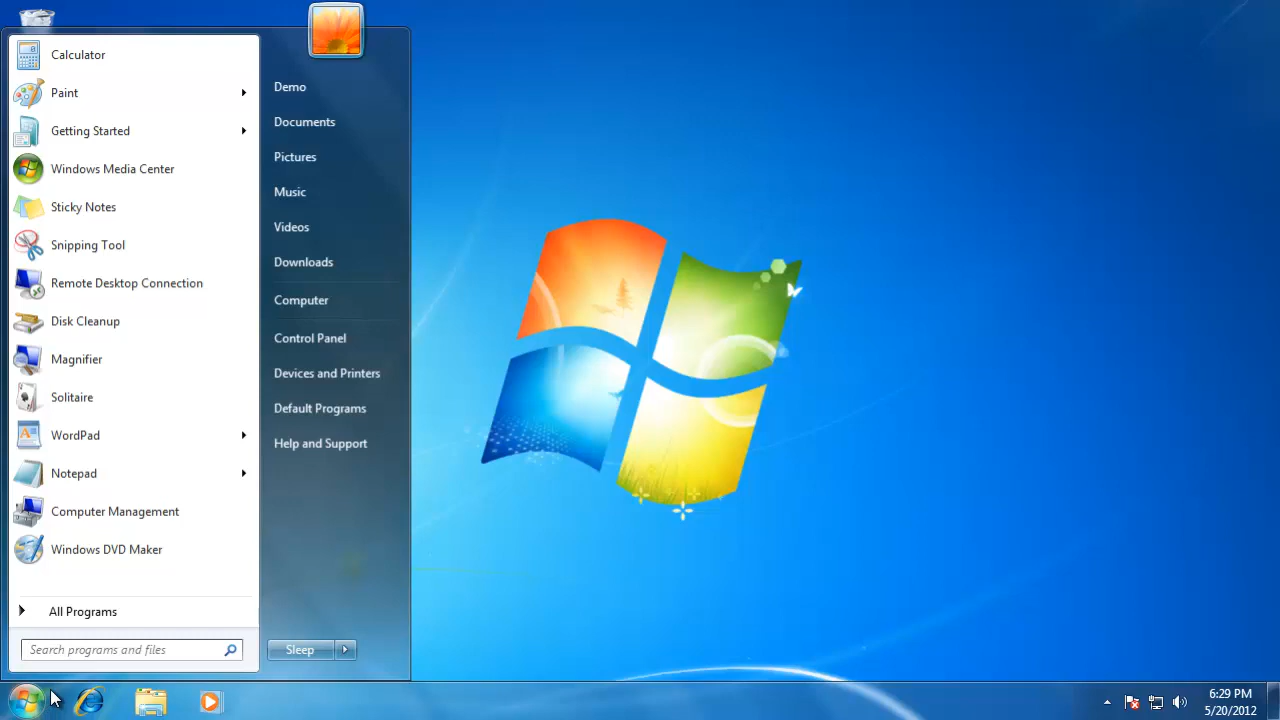 Calculator
Paint
Getting Started
Windows Media Center
Sticky Notes
Snipping Tool
Remote Desktop Connection
Disk Cleanup
Magnifier
Solitaire
WordPad
Notepad
Computer Management
Windows DVD Maker
All Programs
Search programs and files
Demo
Documents
Pictures
Music
Videos
Downloads
Computer
Control Panel
Devices and Printers
Default Programs
Help and Support
Sleep
6:29 PM
5/20/2012